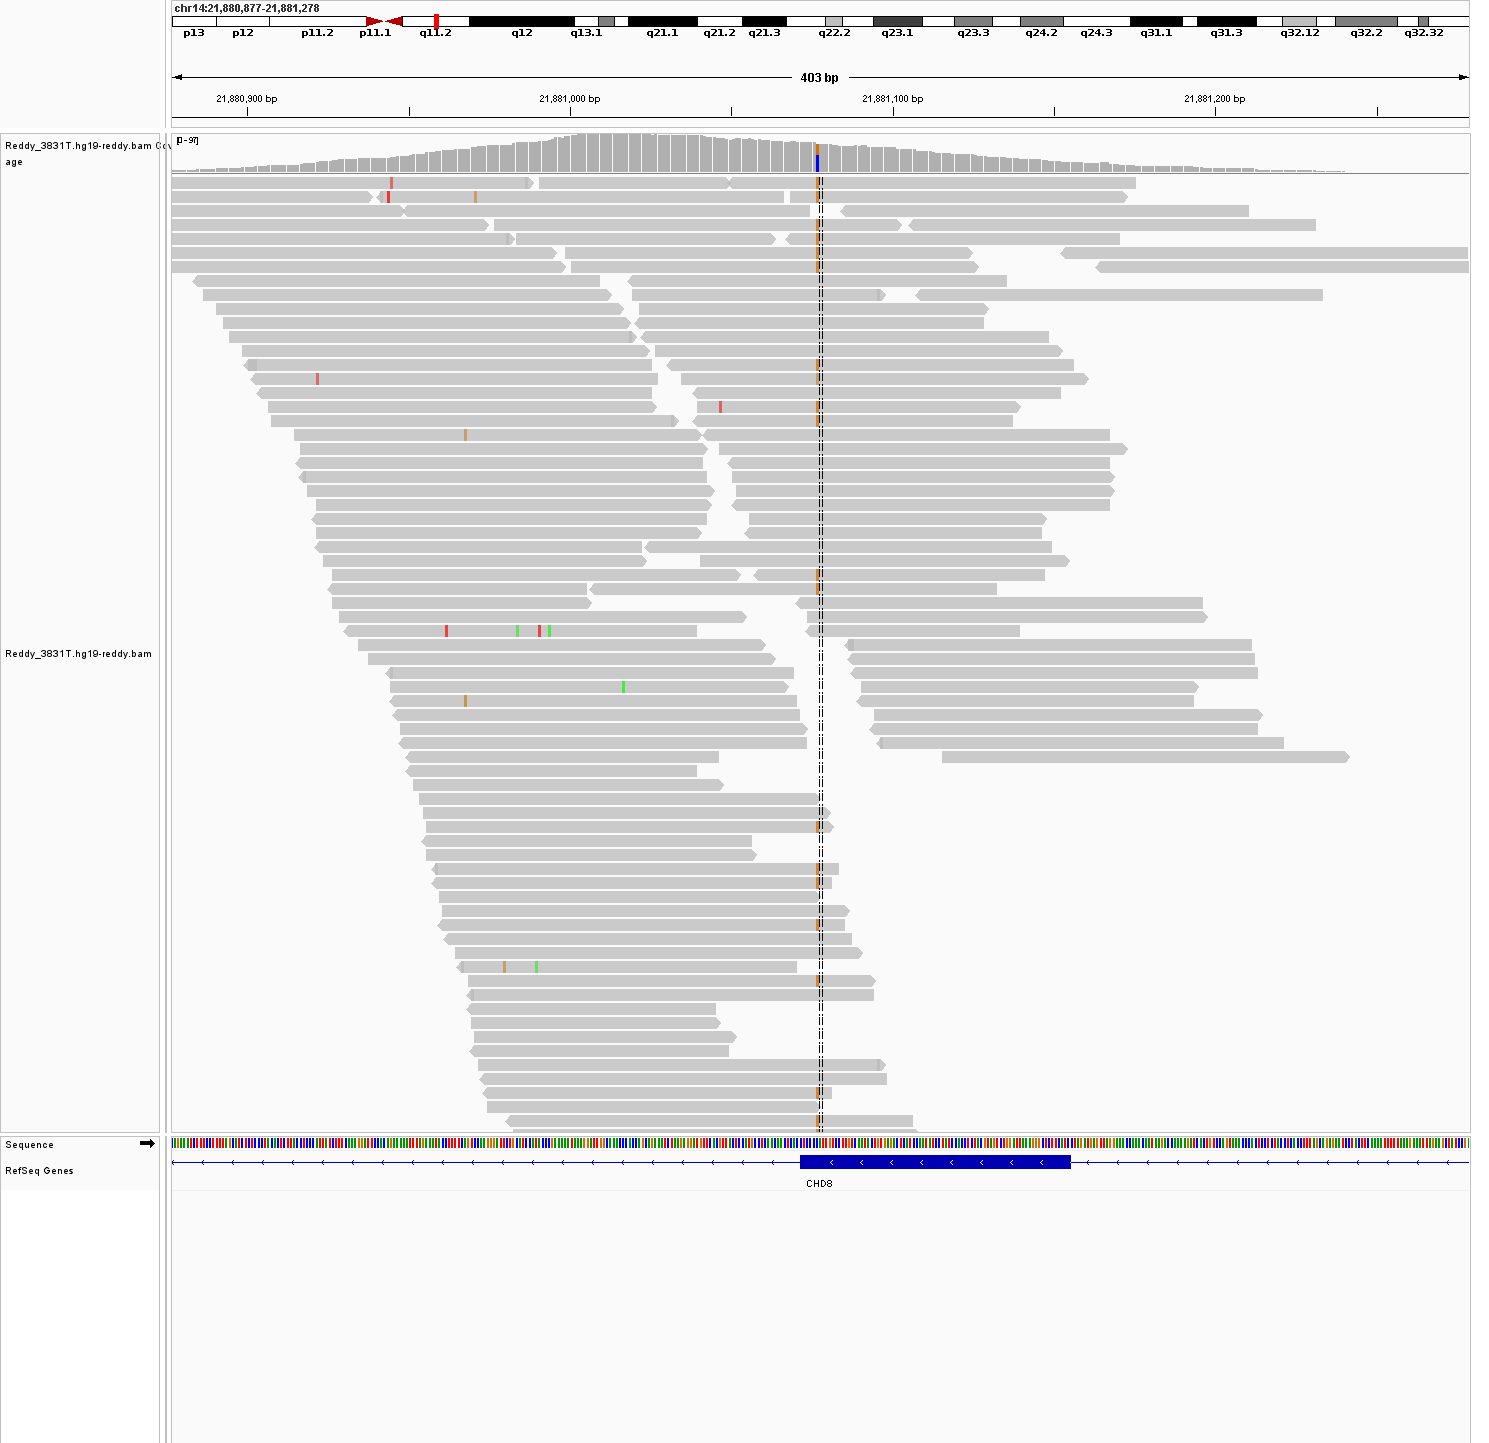 chr14:21,880,877-21,881,278
p13 p12 p11.2 p11.1 q11.2 q12 q13.1 q21.1 q21.2 q21.3 q22.2 q23.1 q23.3 q24.2 q24.3 q31.1 q31.3 q32.12 q32.2 q32.32
403 bp
21,880,900 bp 21,881,000 bp 21,881,100 bp 21,881,200 bp
[0 - 97]
Reddy_3831T.hg19-reddy.bam Cov
age
Reddy_3831T.hg19-reddy.bam
Sequence
RefSeq Genes
CHD8